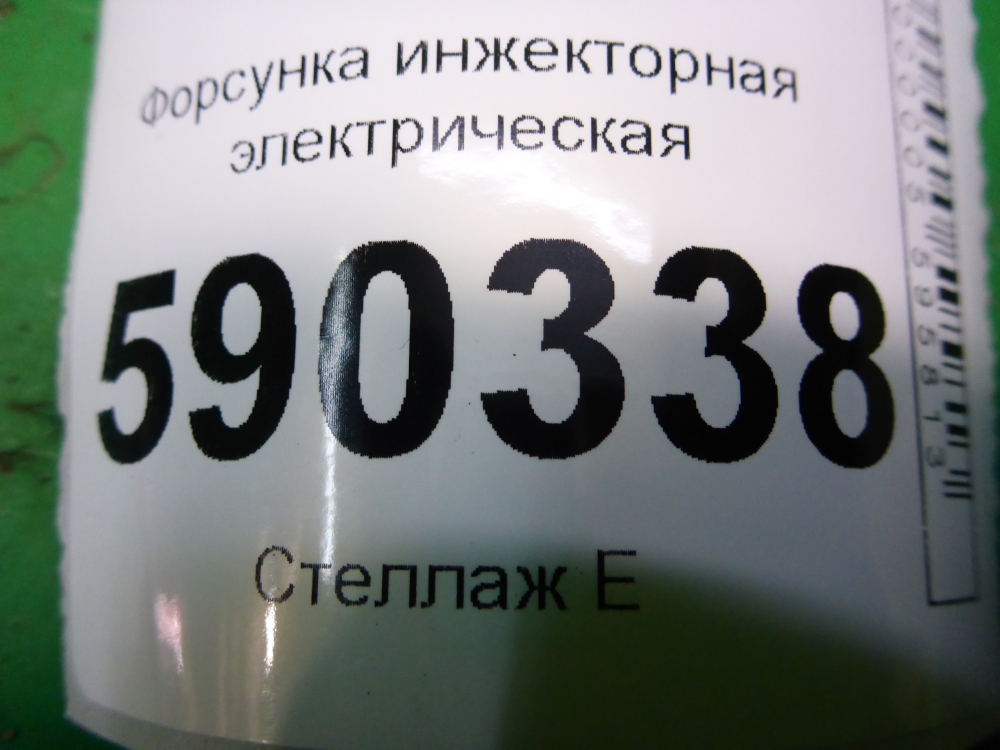 Форсунка инжекторная
электрическая
590338
Стеллаж Е